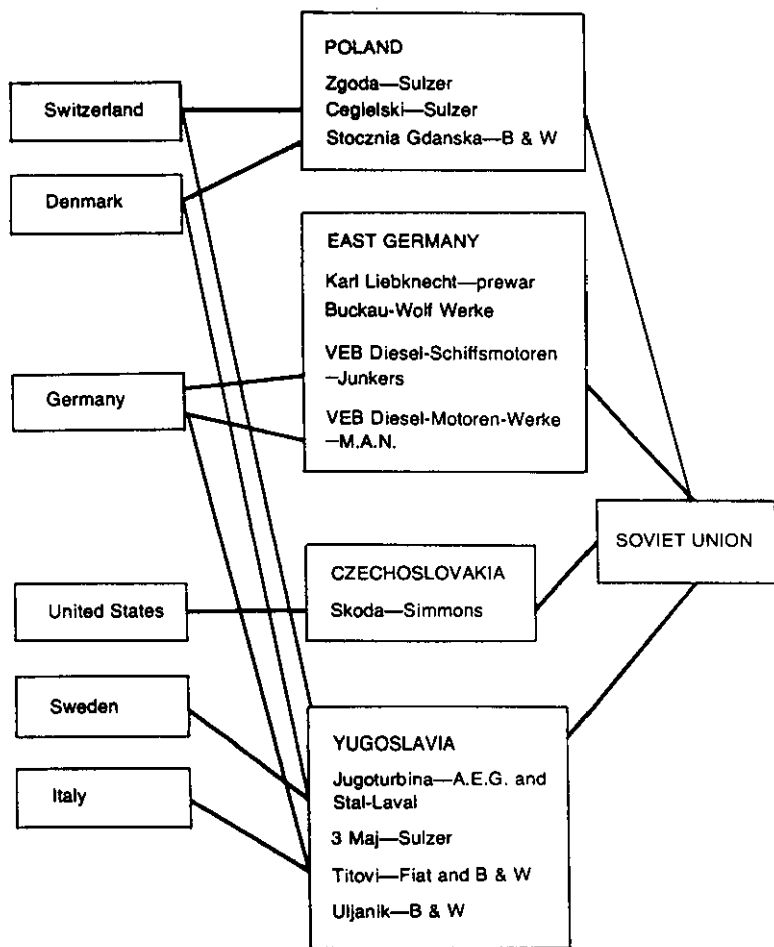 Switzerland
Denmark
Germany
United States
Sweden
Italy
POLAND
Zgoda—Sulzer
Cegielski—Sulzer
Stocznia Gdanska—B & W
EAST GERMANY
Karl Liebknecht—prewar
Buckau-Wolf Werke
VEB Diesel-Schiffsmotoren
—Junkers
VEB Diesel-Motoren-Werke
—M.A.N.
CZECHOSLOVAKIA
Skoda—Simmons
YUGOSLAVIA
Jugoturbina—A.E.G. and
Stal-Laval
3 Maj—Sulzer
Titovi—Fiat and B & W
Uljanik—B & W
SOVIET UNION